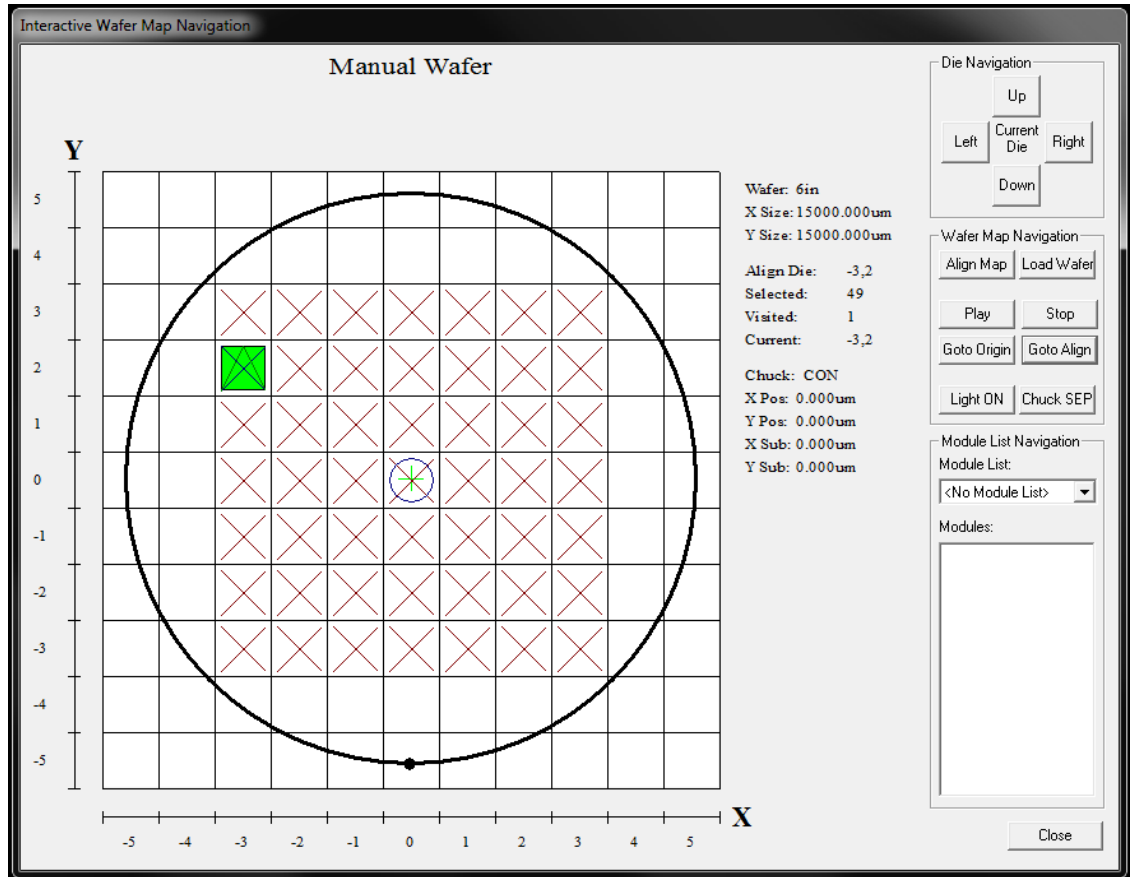 Interactive Wafer Map Navigation
Manual Wafer
Y
5
4
3
2
1
0
-1
-2
-3
-4
-5
-5 -4 -3 -2 -1 0 1 2 3 4 5
X
Wafer: 6in
X Size: 15000.000um
Y Size: 15000.000um
Align Die: -3,2
Selected: 49
Visited: 1
Current: -3,2
Chuck: CON
X Pos: 0.000um
Y Pos: 0.000um
X Sub: 0.000um
Y Sub: 0.000um
Die Navigation
Up
Left
Current
Die
Right
Down
Wafer Map Navigation
Align Map Load Wafer
Play Stop
Goto Origin Goto Align
Light ON Chuck SEP
Module List Navigation
Module List:
<No Module List>
Modules:
Close